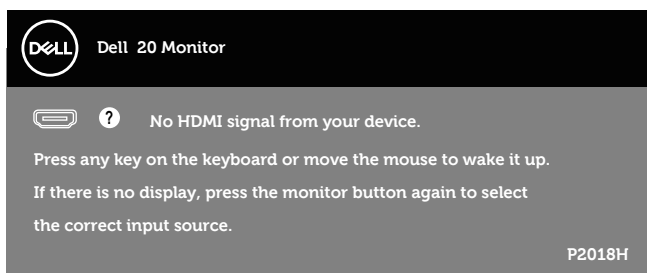 DELL
Dell 20 Monitor
? No HDMI signal from your device.
Press any key on the keyboard or move the mouse to wake it up.
If there is no display, press the monitor button again to select
the correct input source.
P2018H